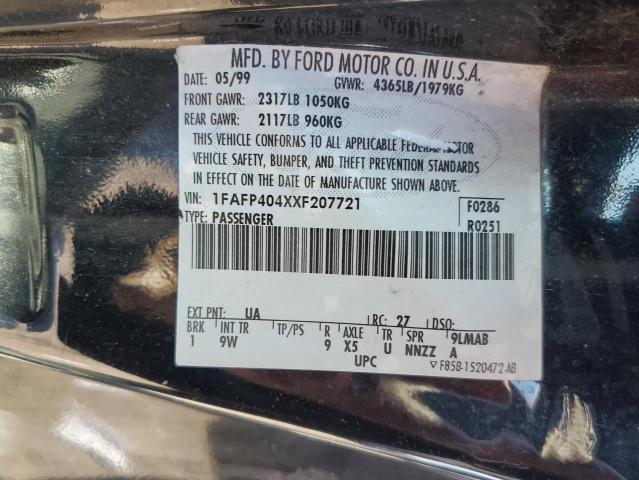 MFD. BY FORD MOTOR CO. IN U.S.A.
DATE: 05/99 GVWR: 4365LB/1979KG
FRONT GAWR: 2317LB 1050KG
REAR GAWR: 2117LB 960KG
THIS VEHICLE CONFORMS TO ALL APPLICABLE FEDERAL MOTOR
VEHICLE SAFETY, BUMPER, AND THEFT PREVENTION STANDARDS
IN EFFECT ON THE DATE OF MANUFACTURE SHOWN ABOVE.
VIN: 1FAFP404XXF207721 F0286
TYPE: PASSENGER R0251
EXT PNT: UA RC: 27 DSO:
BRK INT TR TP/PS R AXLE TR SPR 9LMAB
1 9W 9 X5 U NNZZ A
UPC ▽F85B-1520472-AB